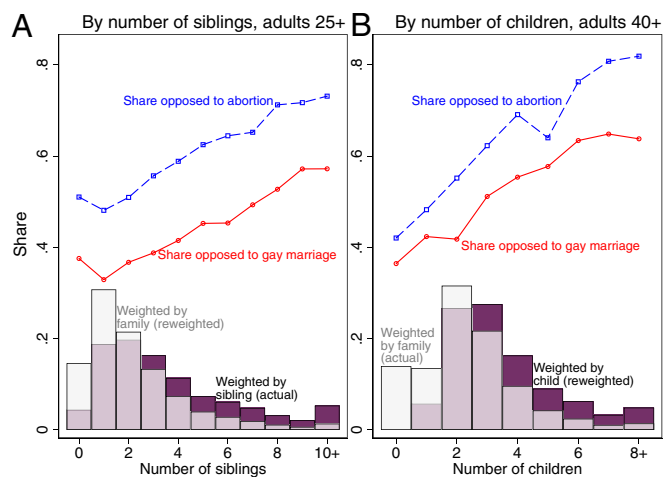 A
By number of siblings, adults 25+
Share
.8
.6
.4
.2
0
Share opposed to abortion
Share opposed to gay marriage
Weighted by
family (reweighted)
Weighted by
sibling (actual)
0 2 4 6 8 10+
Number of siblings
B
By number of children, adults 40+
.8
.6
.4
.2
0
Share opposed to abortion
Share opposed to gay marriage
Weighted by
family (actual)
Weighted by
child (reweighted)
0 2 4 6 8+
Number of children